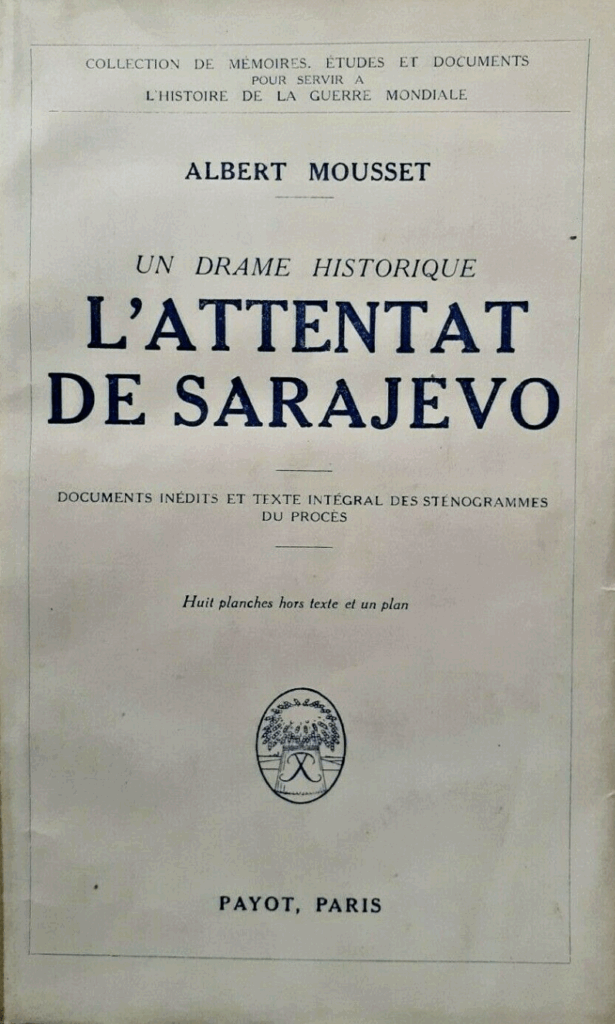 COLLECTION DE MÉMOIRES, ÉTUDES ET DOCUMENTS
POUR SERVIR A
L'HISTOIRE DE LA GUERRE MONDIALE
ALBERT MOUSSET
UN DRAME HISTORIQUE
L'ATTENTAT
DE SARAJEVO
DOCUMENTS INÉDITS ET TEXTE INTÉGRAL DES STÉNOGRAMMES
DU PROCÈS
Huit planches hors texte et un plan
PAYOT, PARIS